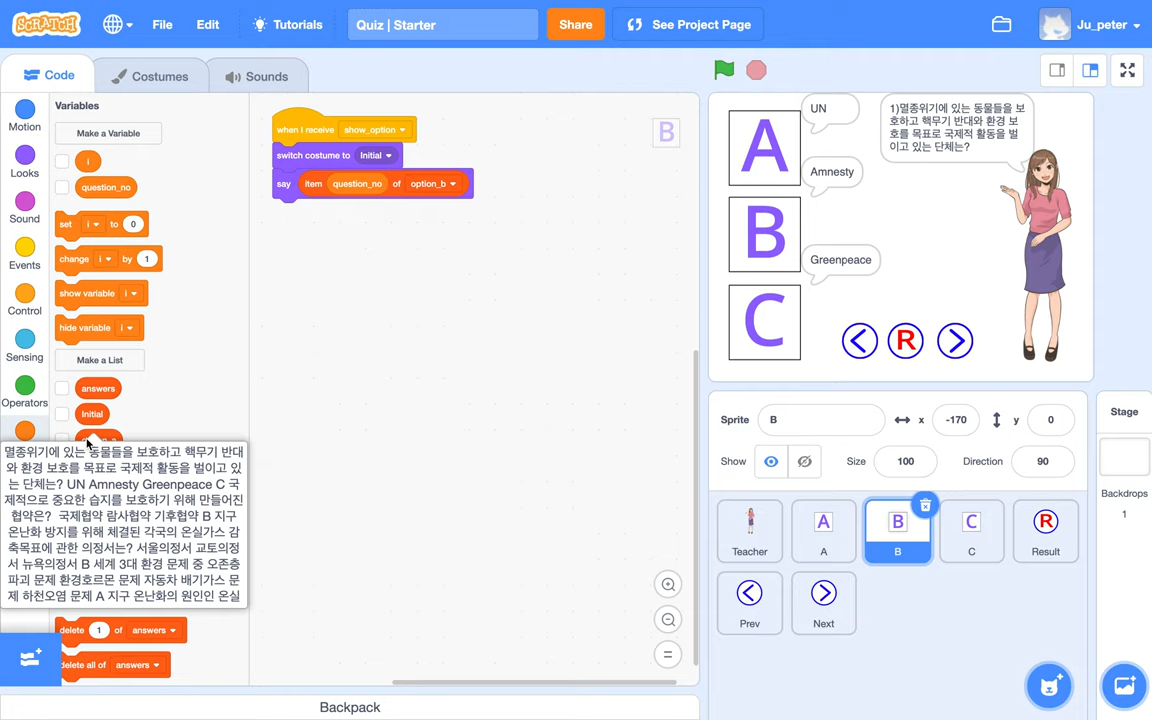 SCRATCH
File
Edit
Tutorials
Quiz | Starter
Share
See Project Page
Ju_peter
Code
Costumes
Sounds
Motion
Looks
Sound
Events
Control
Sensing
Operators
Variables
Make a Variable
i
question_no
set i to 0
change i by 1
show variable i
hide variable i
Make a List
answers
Initial
멸종위기에 있는 동물들을 보호하고 핵무기 반대
와 환경 보호를 목표로 국제적 활동을 벌이고 있
는 단체는? UN Amnesty Greenpeace C 국
제적으로 중요한 습지를 보호하기 위해 만들어진
협약은? 국제협약 람사협약 기후협약 B 지구
온난화 방지를 위해 체결된 각국의 온실가스 감
축목표에 관한 의정서는? 서울의정서 교토의정
서 뉴욕의정서 B 세계 3대 환경 문제 중 오존층
파괴 문제 환경호르몬 문제 자동차 배기가스 문
제 하천오염 문제 A 지구 온난화의 원인인 온실
delete 1 of answers
delete all of answers
when I receive show_option
switch costume to Initial
say item question_no of option_b
B
Backpack
A
B
C
UN
Amnesty
Greenpeace
1)멸종위기에 있는 동물들을 보
호하고 핵무기 반대와 환경 보
호를 목표로 국제적 활동을 벌
이고 있는 단체는?
< R >
Sprite B x -170 y 0
Show Size 100 Direction 90
Teacher
A
A
B
B
C
C
R
Result
<
Prev
>
Next
Stage
Backdrops
1